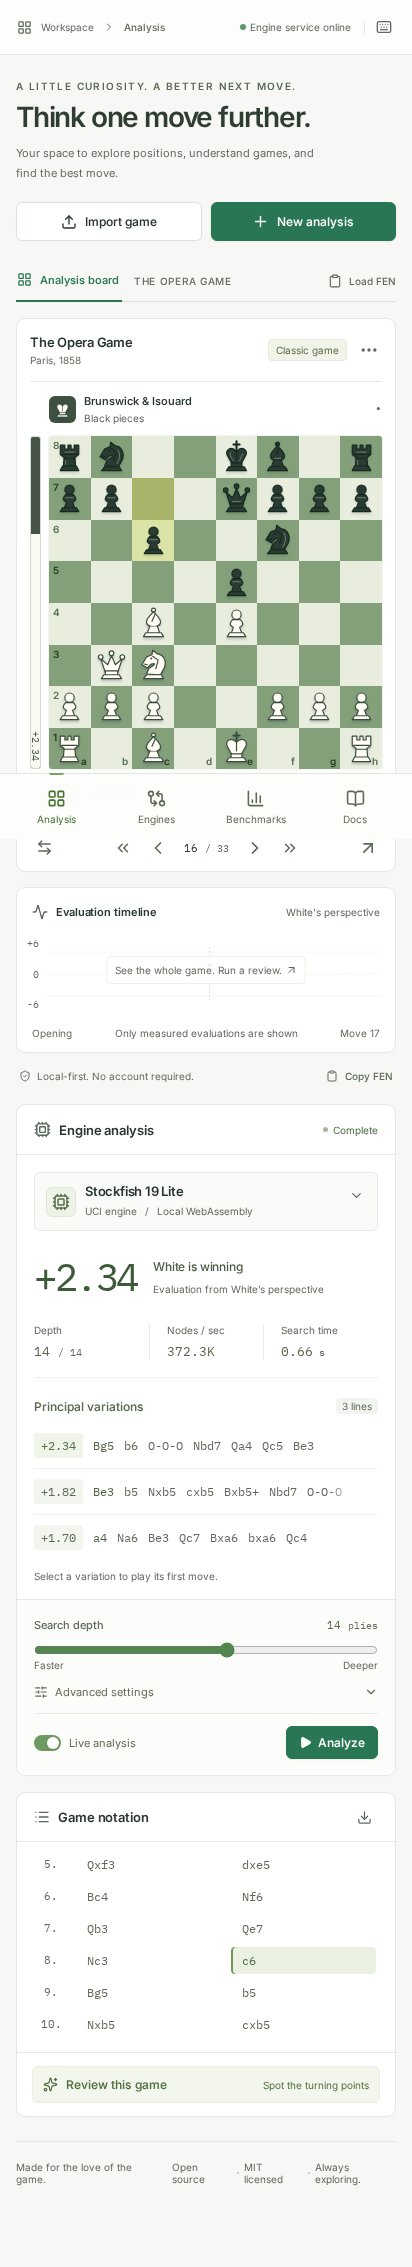 Workspace > Analysis Engine service online
A LITTLE CURIOSITY. A BETTER NEXT MOVE.
Think one move further.
Your space to explore positions, understand games, and
find the best move.
Import game New analysis
Analysis board THE OPERA GAME Load FEN
The Opera Game
Paris, 1858
Classic game
Brunswick & Isouard
Black pieces
8
7
6
5
4
3
2
1
a b c d e f g h
+2.34
Analysis Engines Benchmarks Docs
16 / 33
Evaluation timeline White's perspective
+6
0
-6
See the whole game. Run a review.
Opening Only measured evaluations are shown Move 17
Local-first. No account required. Copy FEN
Engine analysis Complete
Stockfish 19 Lite
UCI engine / Local WebAssembly
+2.34
White is winning
Evaluation from White's perspective
Depth Nodes / sec Search time
14 / 14 372.3K 0.66 s
Principal variations 3 lines
+2.34 Bg5 b6 O-O-O Nbd7 Qa4 Qc5 Be3
+1.82 Be3 b5 Nxb5 cxb5 Bxb5+ Nbd7 O-O-O
+1.70 a4 Na6 Be3 Qc7 Bxa6 bxa6 Qc4
Select a variation to play its first move.
Search depth 14 plies
Faster Deeper
Advanced settings
Live analysis Analyze
Game notation
5. Qxf3 dxe5
6. Bc4 Nf6
7. Qb3 Qe7
8. Nc3 c6
9. Bg5 b5
10. Nxb5 cxb5
Review this game Spot the turning points
Made for the love of the
game.
Open
source
·
MIT
licensed
·
Always
exploring.